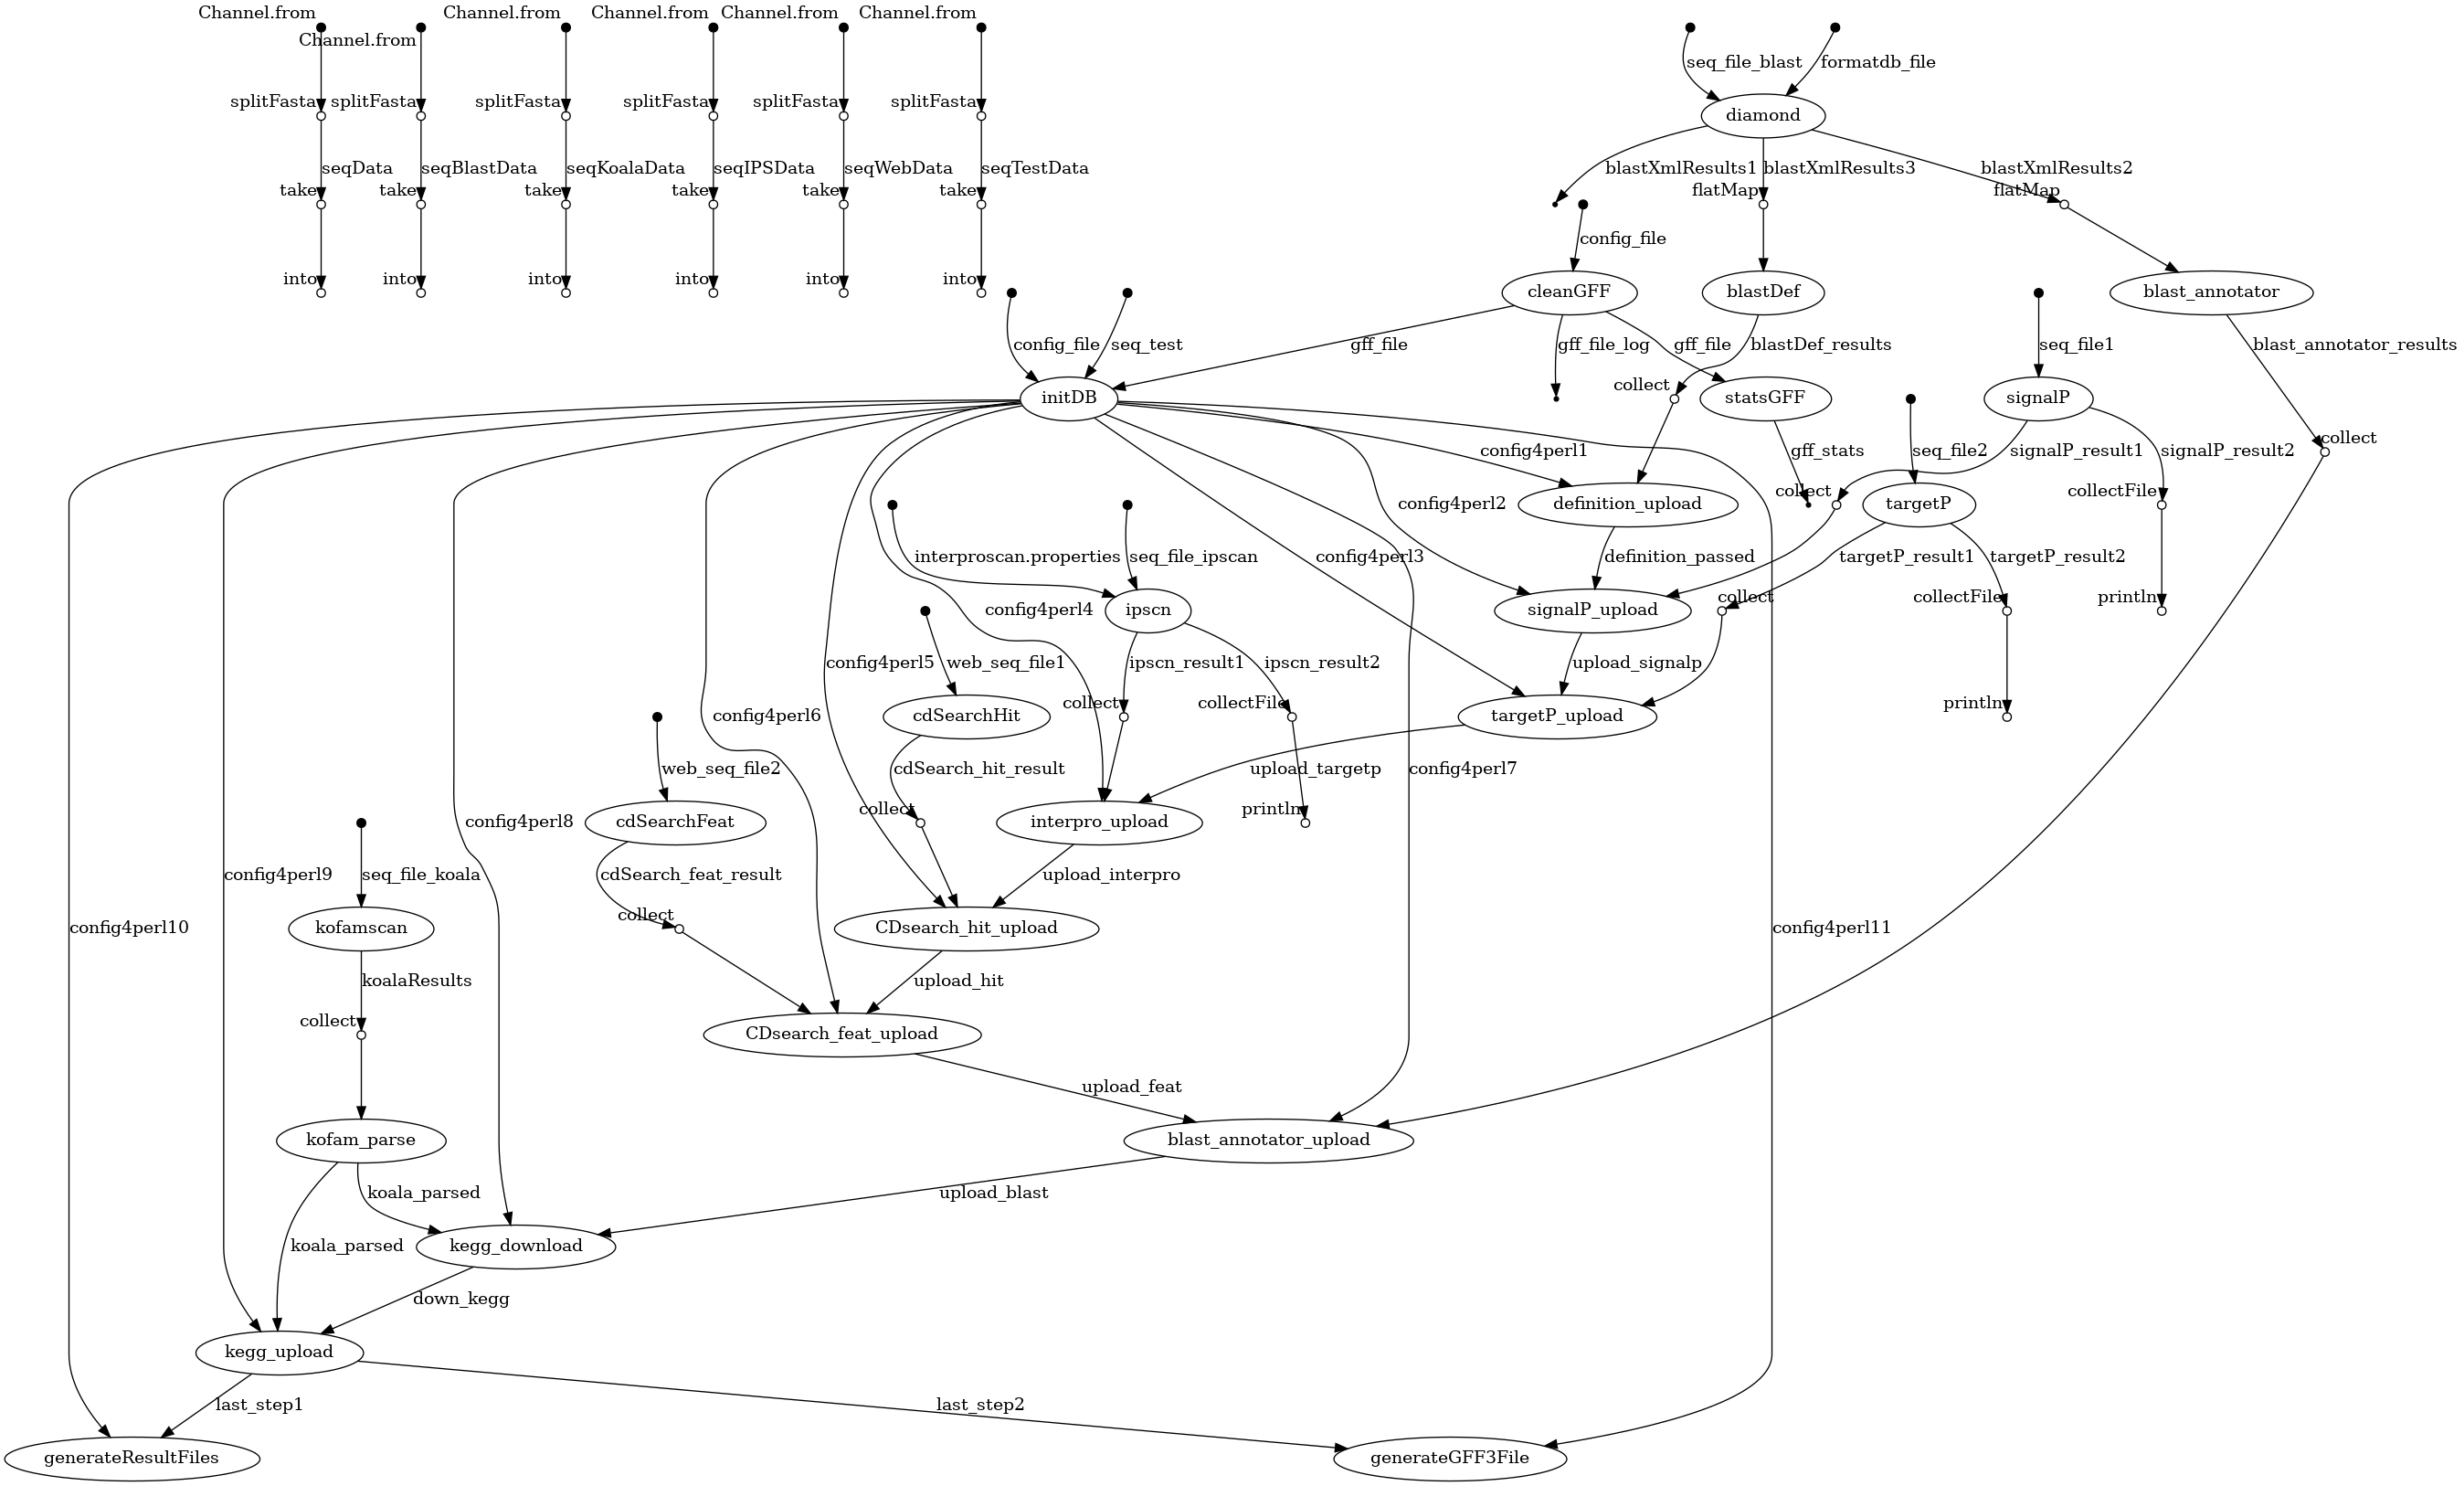 Channel.from
Channel.from
Channel.from
Channel.from
Channel.from
Channel.from
seq_file_blast
formatdb_file
splitFasta
splitFasta
splitFasta
splitFasta
splitFasta
splitFasta
diamond
seqData
seqBlastData
seqKoalaData
seqIPSData
seqWebData
seqTestData
blastXmlResults1
blastXmlResults3
blastXmlResults2
take
take
take
take
take
take
flatMap
flatMap
config_file
into
into
into
into
into
into
cleanGFF
blastDef
blast_annotator
config_file
seq_test
gff_file
gff_file_log
gff_file
blastDef_results
seq_file1
blast_annotator_results
collect
initDB
statsGFF
signalP
config4perl1
gff_stats
seq_file2
signalP_result1
signalP_result2
collect
config4perl2
collect
collectFile
definition_upload
targetP
interproscan.properties
seq_file_ipscan
config4perl3
definition_passed
targetP_result1
targetP_result2
config4perl4
ipscn
signalP_upload
collect
collectFile
println
config4perl5
web_seq_file1
ipscn_result1
ipscn_result2
upload_signalp
config4perl6
cdSearchHit
collect
collectFile
targetP_upload
println
web_seq_file2
cdSearch_hit_result
upload_targetp
config4perl7
config4perl8
cdSearchFeat
collect
interpro_upload
println
config4perl9
seq_file_koala
cdSearch_feat_result
upload_interpro
config4perl10
kofamscan
collect
CDsearch_hit_upload
config4perl11
koalaResults
upload_hit
collect
CDsearch_feat_upload
upload_feat
kofam_parse
blast_annotator_upload
koala_parsed
upload_blast
koala_parsed
kegg_download
down_kegg
kegg_upload
last_step1
last_step2
generateResultFiles
generateGFF3File